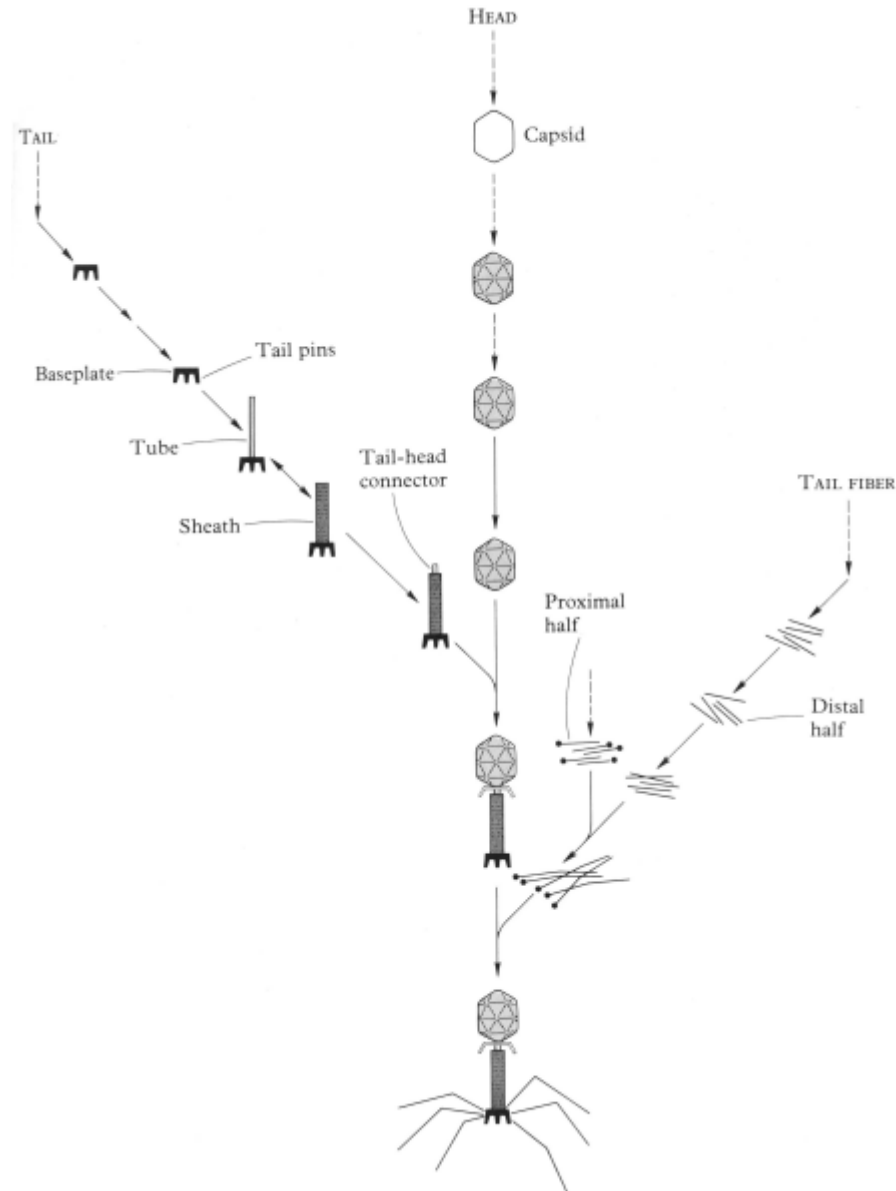 HEAD
Capsid
TAIL
Tail pins
Baseplate
Tube
Tail-head
connector
Sheath
TAIL FIBER
Proximal
half
Distal
half